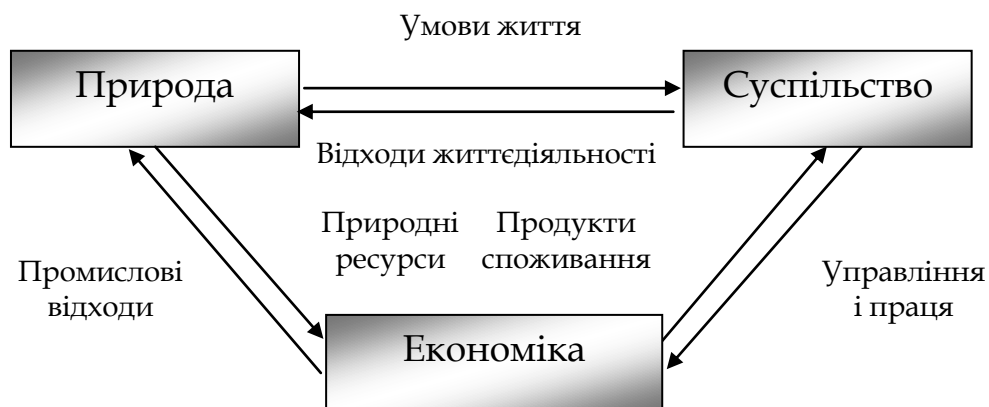 Умови життя
Природа
Суспільство
Відходи життєдіяльності
Природні
ресурси
Продукти
споживання
Промислові
відходи
Управління
і праця
Економіка